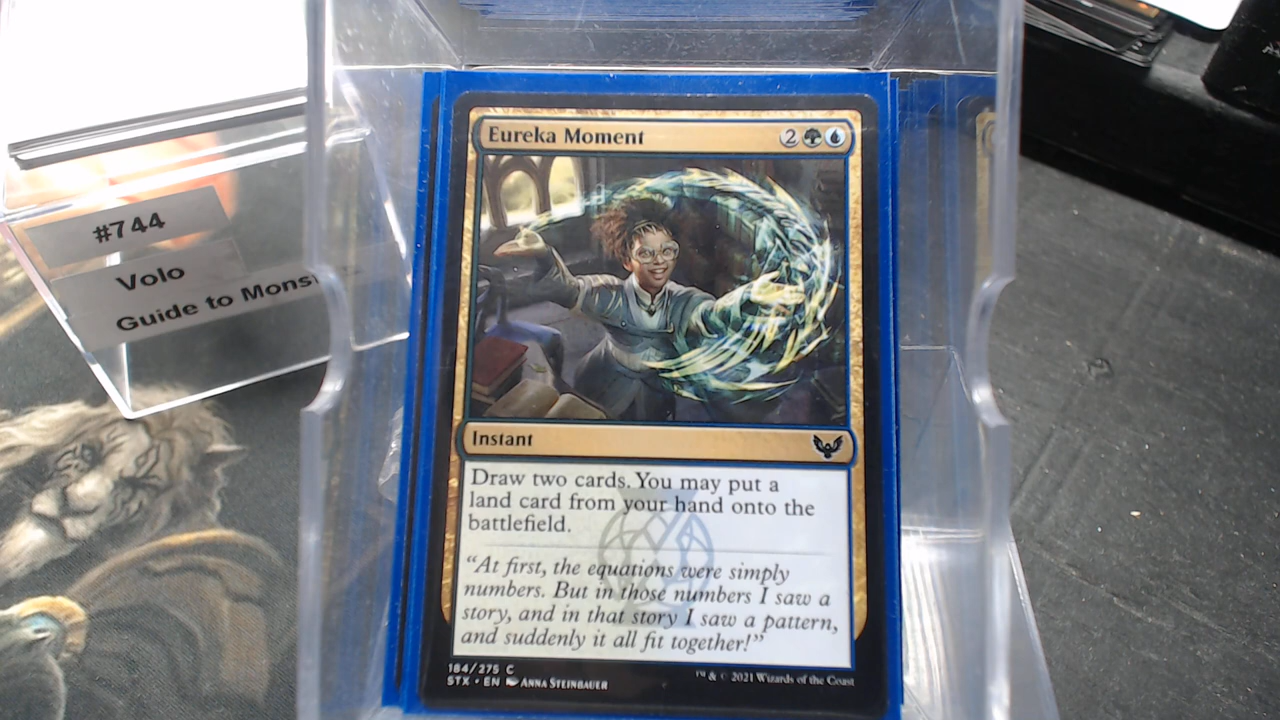 #744
Volo
Guide to Mons
Eureka Moment
2
Instant
Draw two cards. You may put a
land card from your hand onto the
battlefield.
“At first, the equations were simply
numbers. But in those numbers I saw a
story, and in that story I saw a pattern,
and suddenly it all fit together!”
184/275 C
STX • EN Anna Steinbauer
™ & © 2021 Wizards of the Coast